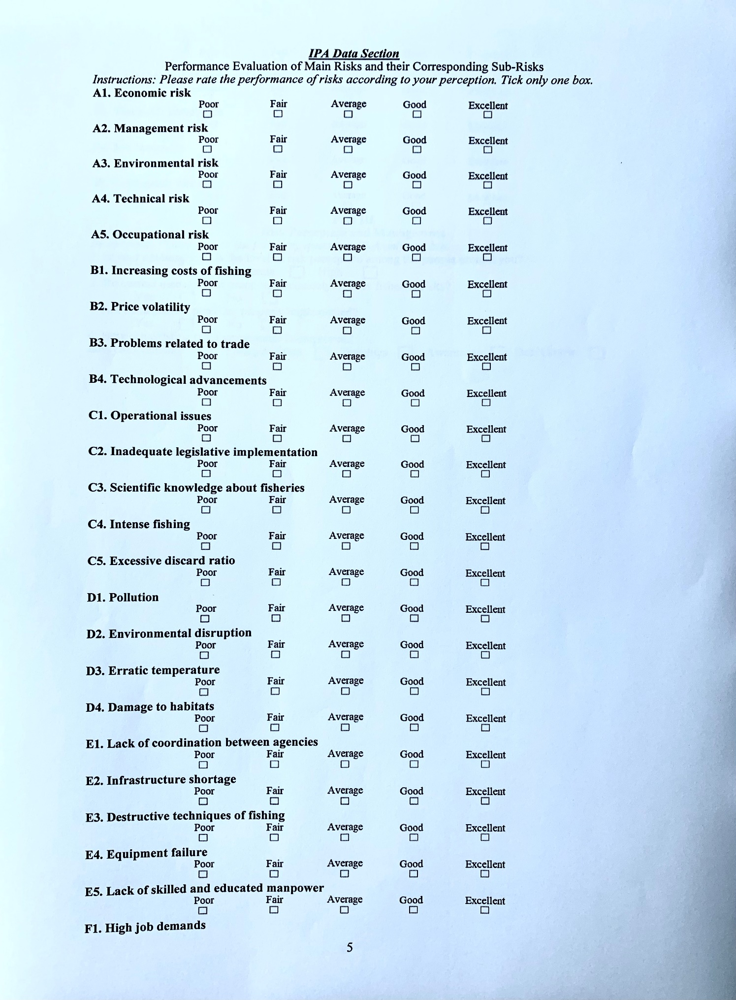 IPA Data Section
Performance Evaluation of Main Risks and their Corresponding Sub-Risks
Instructions: Please rate the performance of risks according to your perception. Tick only one box.
A1. Economic risk
Poor Fair Average Good Excellent
A2. Management risk
Poor Fair Average Good Excellent
A3. Environmental risk
Poor Fair Average Good Excellent
A4. Technical risk
Poor Fair Average Good Excellent
A5. Occupational risk
Poor Fair Average Good Excellent
B1. Increasing costs of fishing
Poor Fair Average Good Excellent
B2. Price volatility
Poor Fair Average Good Excellent
B3. Problems related to trade
Poor Fair Average Good Excellent
B4. Technological advancements
Poor Fair Average Good Excellent
C1. Operational issues
Poor Fair Average Good Excellent
C2. Inadequate legislative implementation
Poor Fair Average Good Excellent
C3. Scientific knowledge about fisheries
Poor Fair Average Good Excellent
C4. Intense fishing
Poor Fair Average Good Excellent
C5. Excessive discard ratio
Poor Fair Average Good Excellent
D1. Pollution
Poor Fair Average Good Excellent
D2. Environmental disruption
Poor Fair Average Good Excellent
D3. Erratic temperature
Poor Fair Average Good Excellent
D4. Damage to habitats
Poor Fair Average Good Excellent
E1. Lack of coordination between agencies
Poor Fair Average Good Excellent
E2. Infrastructure shortage
Poor Fair Average Good Excellent
E3. Destructive techniques of fishing
Poor Fair Average Good Excellent
E4. Equipment failure
Poor Fair Average Good Excellent
E5. Lack of skilled and educated manpower
Poor Fair Average Good Excellent
F1. High job demands
5